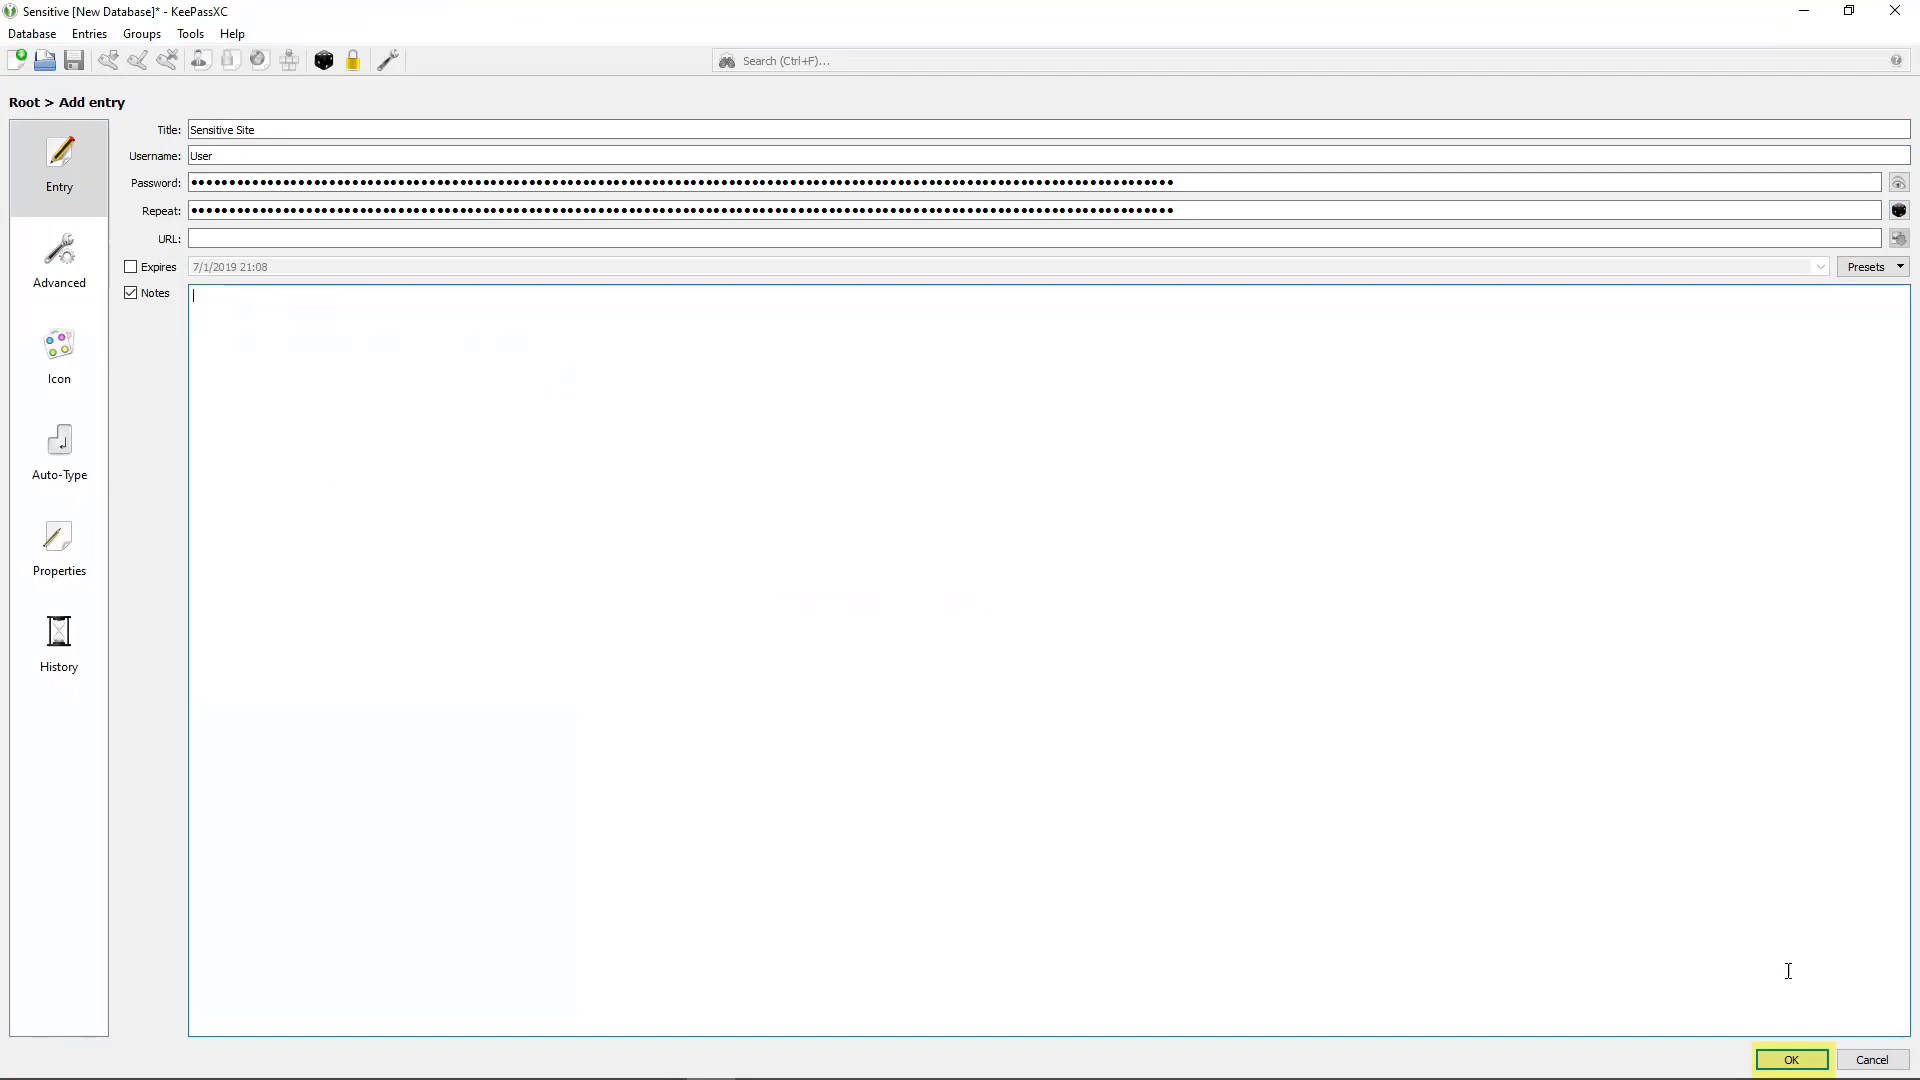 Sensitive [New Database]* - KeePassXC
Database Entries Groups Tools Help
Search (Ctrl+F)...
Root > Add entry
Entry
Advanced
Icon
Auto-Type
Properties
History
Title: Sensitive Site
Username: User
Password: 
Repeat: 
URL:
Expires 7/1/2019 21:08 Presets
Notes
OK Cancel